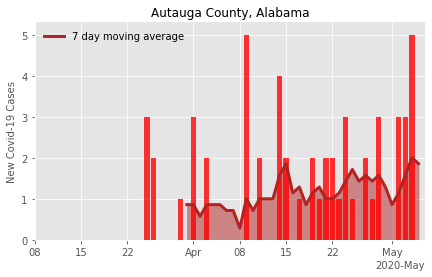 Autauga County, Alabama
7 day moving average
New Covid-19 Cases
5
4
3
2
1
0
08 15 22 Apr 08 15 22 May
2020-May